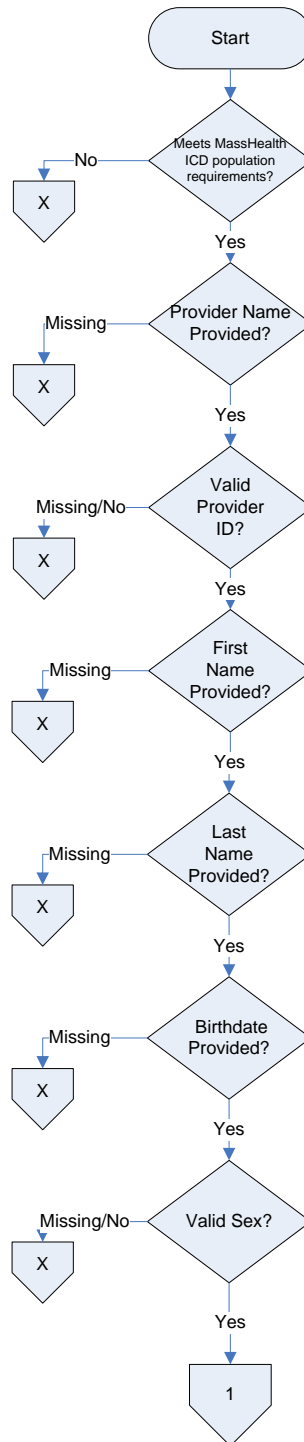 Start
Meets MassHealth
ICD population
requirements?
No
X
Yes
Provider Name
Provided?
Missing
X
Yes
Valid
Provider
ID?
Missing/No
X
Yes
First
Name
Provided?
Missing
X
Yes
Last
Name
Provided?
Missing
X
Yes
Birthdate
Provided?
Missing
X
Yes
Valid Sex?
Missing/No
X
Yes
1